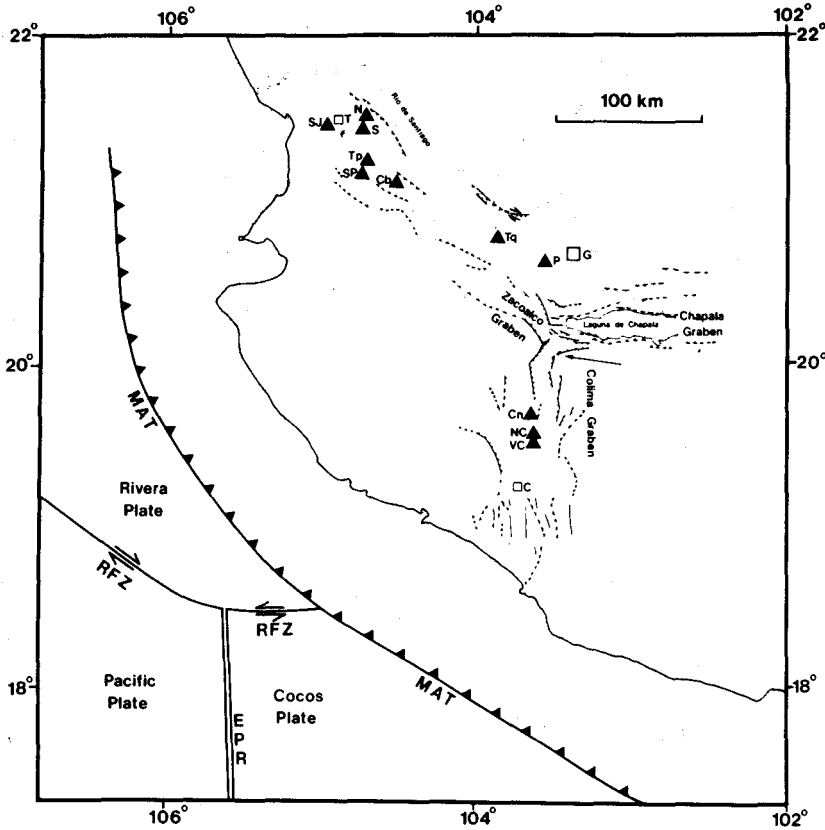 106° 104° 102°
22° 22°
100 km
Rio de Santiago
N
SJ T
S
Tp
SP Cb
Tq
P G
Zacoalco
Graben
Laguna de Chapala
Chapala
Graben
20° 20°
Colima
Graben
Cn
NC
VC
C
MAT
Rivera
Plate
RFZ
RFZ
18° 18°
MAT
Pacific
Plate
Cocos
Plate
EPR
106° 104° 102°